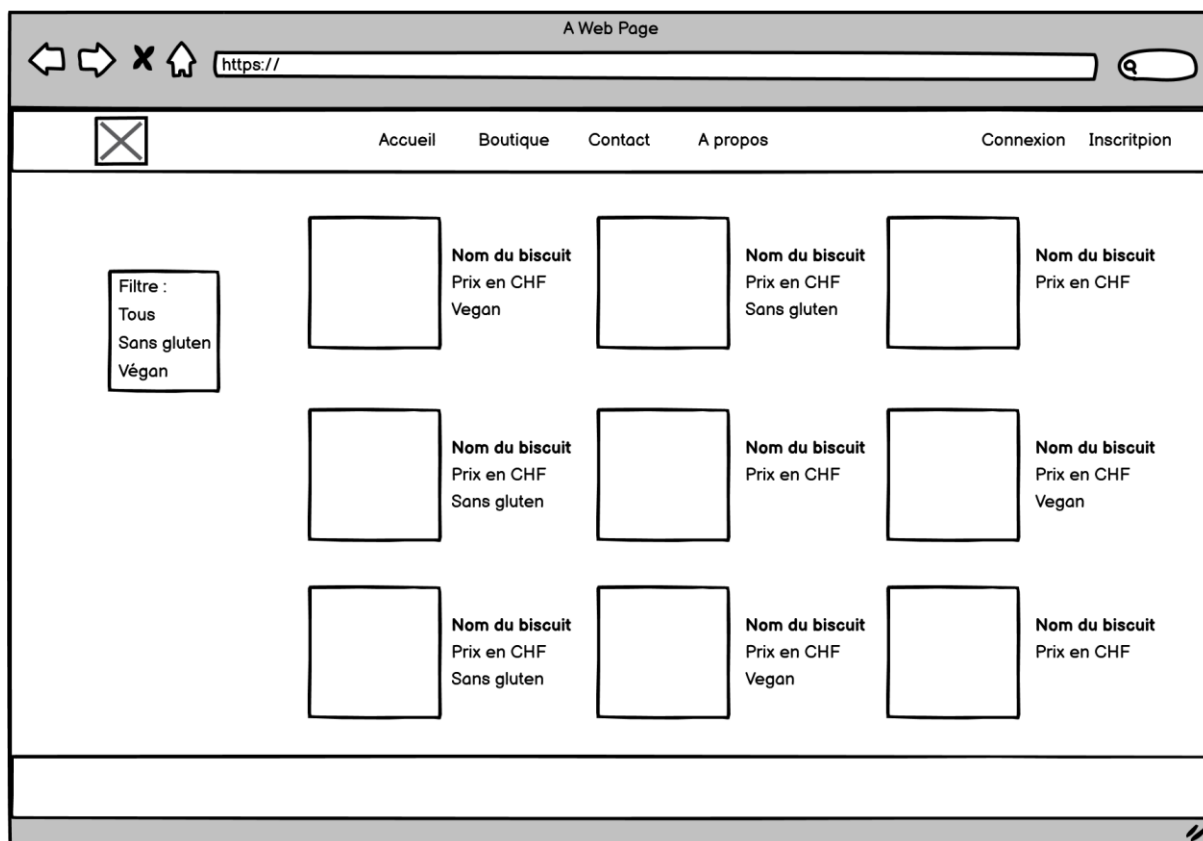 A Web Page
https://
Accueil Boutique Contact A propos Connexion Inscritpion
Filtre :
Tous
Sans gluten
Végan
Nom du biscuit
Prix en CHF
Vegan
Nom du biscuit
Prix en CHF
Sans gluten
Nom du biscuit
Prix en CHF
Nom du biscuit
Prix en CHF
Sans gluten
Nom du biscuit
Prix en CHF
Nom du biscuit
Prix en CHF
Vegan
Nom du biscuit
Prix en CHF
Sans gluten
Nom du biscuit
Prix en CHF
Vegan
Nom du biscuit
Prix en CHF